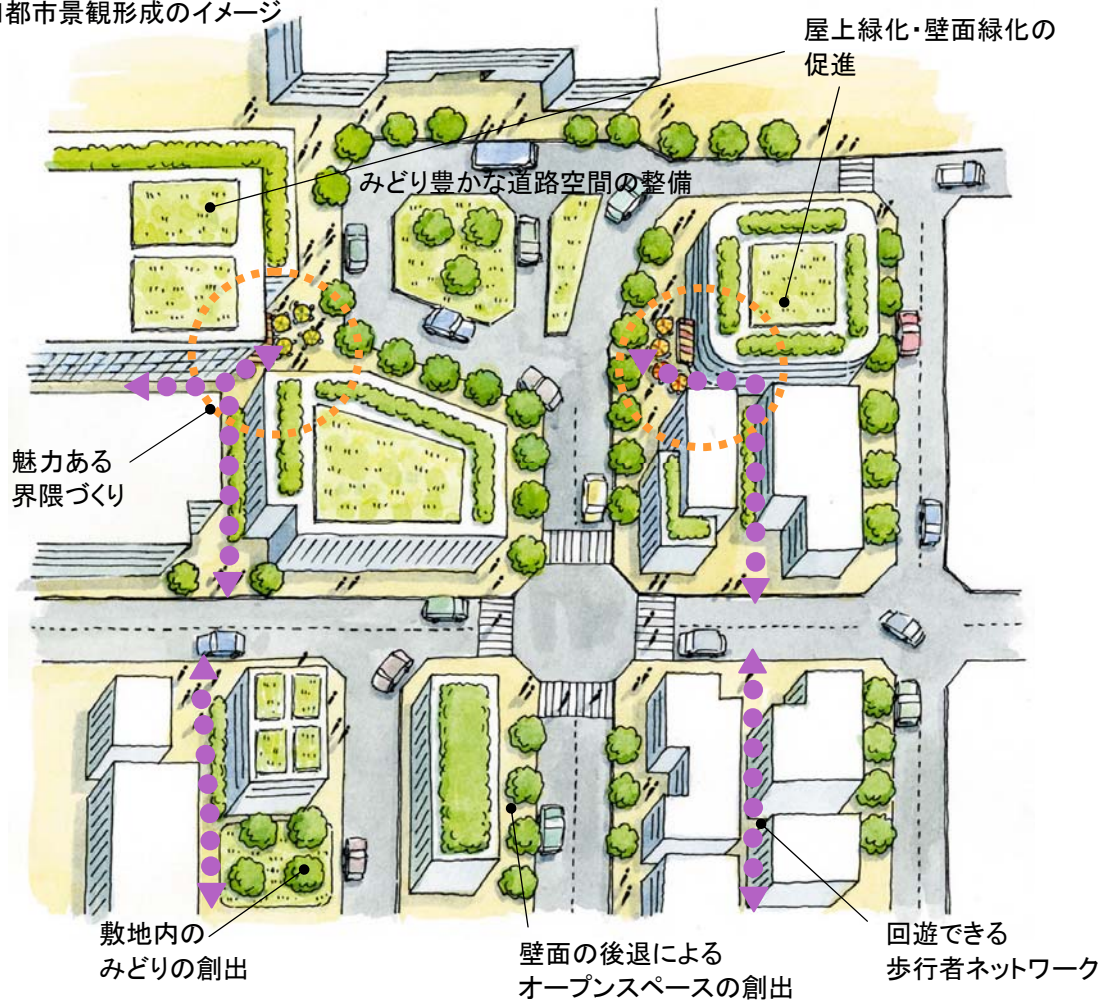 都市景観形成のイメージ
屋上緑化・壁面緑化の
促進
みどり豊かな道路空間の整備
魅力ある
界隈づくり
敷地内の
みどりの創出
壁面の後退による
オープンスペースの創出
回遊できる
歩行者ネットワーク